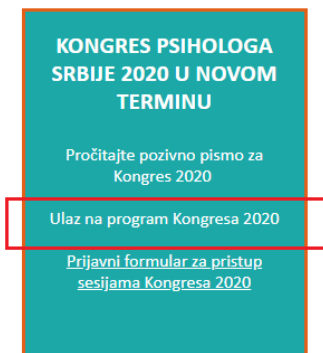 KONGRES PSIHOLOGA
SRBIJE 2020 U NOVOM
TERMINU
Pročitajte pozivno pismo za
Kongres 2020
Ulaz na program Kongresa 2020
Prijavni formular za pristup
sesijama Kongresa 2020